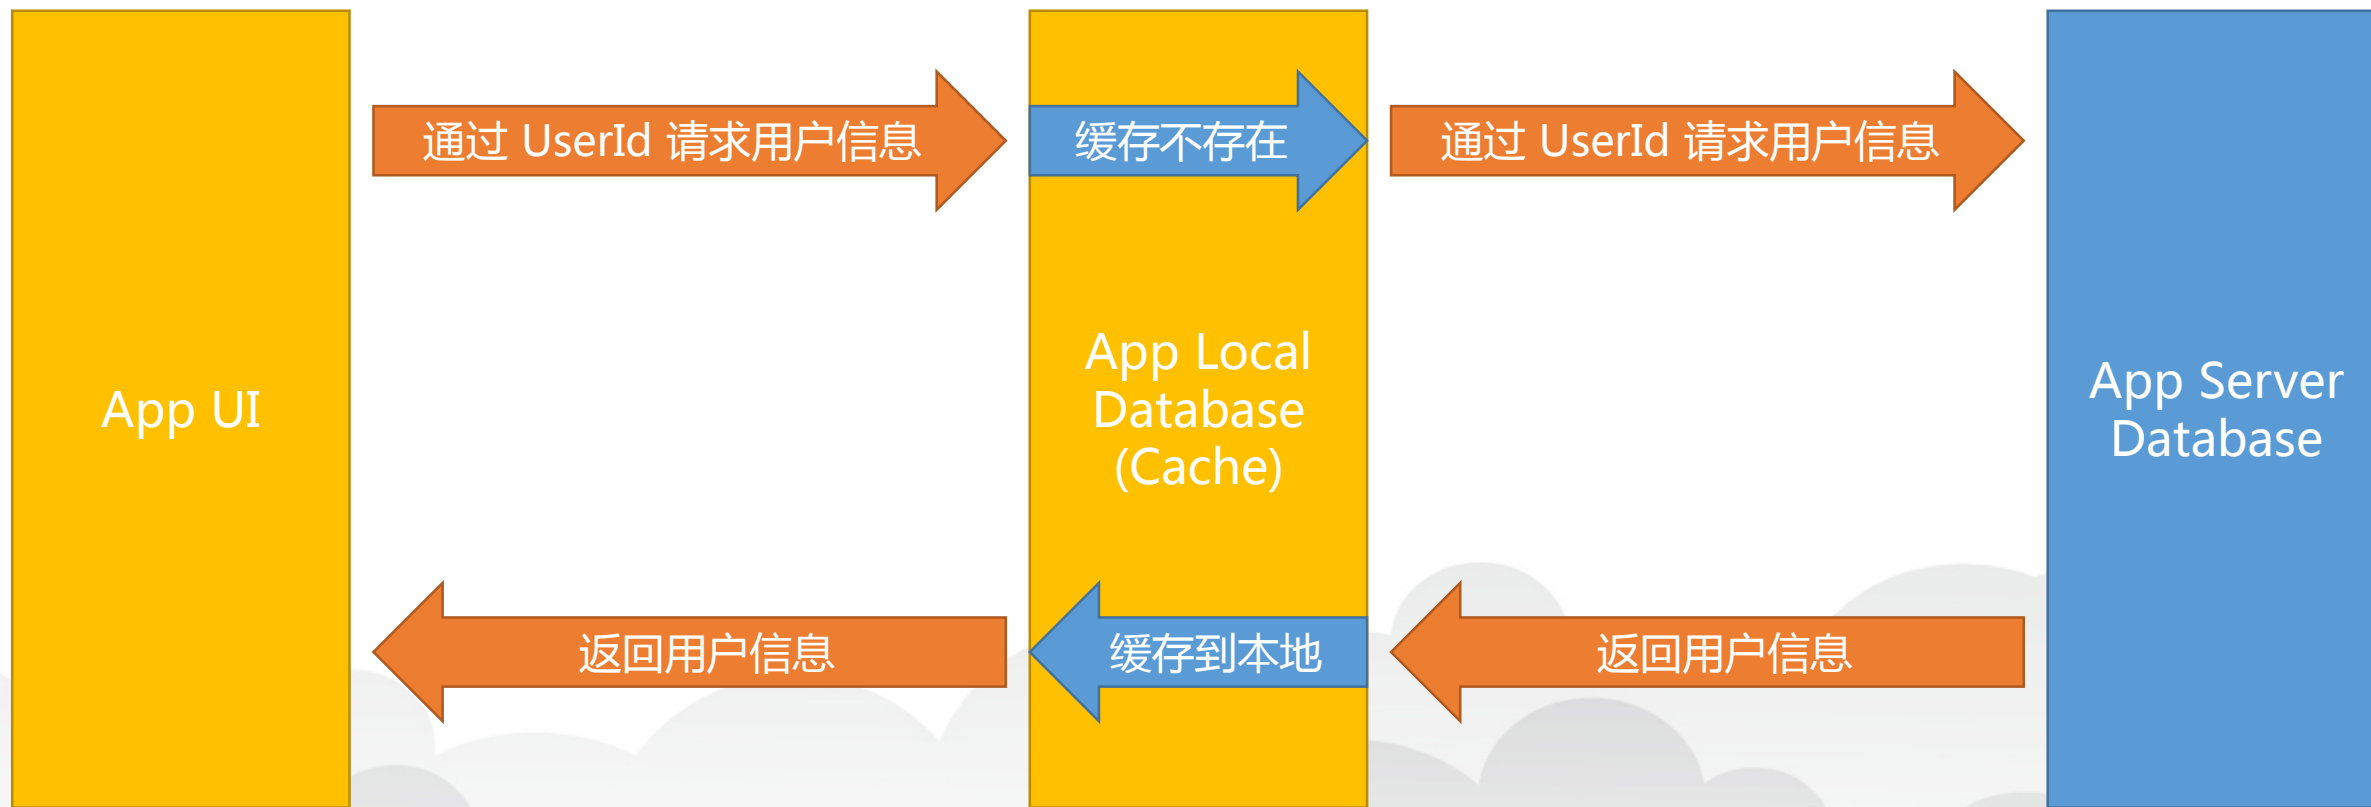 通过 UserId 请求用户信息
缓存不存在
通过 UserId 请求用户信息
App UI
App Local
Database
(Cache)
App Server
Database
返回用户信息
缓存到本地
返回用户信息